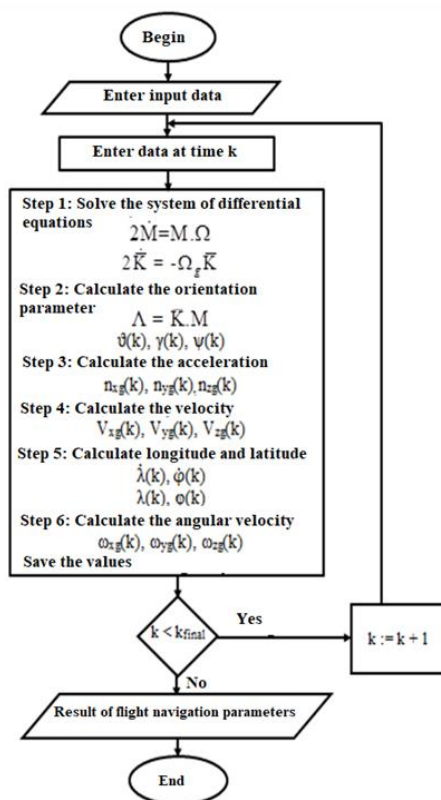 Begin
Enter input data
Enter data at time k
Step 1: Solve the system of differential
equations
2Ṁ=M.Ω
2K̄̇ = -Ω_g K̄
Step 2: Calculate the orientation
parameter
Λ = K̄.M
ϑ(k), γ(k), ψ(k)
Step 3: Calculate the acceleration
n_xg(k), n_yg(k), n_zg(k)
Step 4: Calculate the velocity
V_xg(k), V_yg(k), V_zg(k)
Step 5: Calculate longitude and latitude
λ̇(k), φ̇(k)
λ(k), φ(k)
Step 6: Calculate the angular velocity
ω_xg(k), ω_yg(k), ω_zg(k)
Save the values
k < k_final
Yes
k := k + 1
No
Result of flight navigation parameters
End